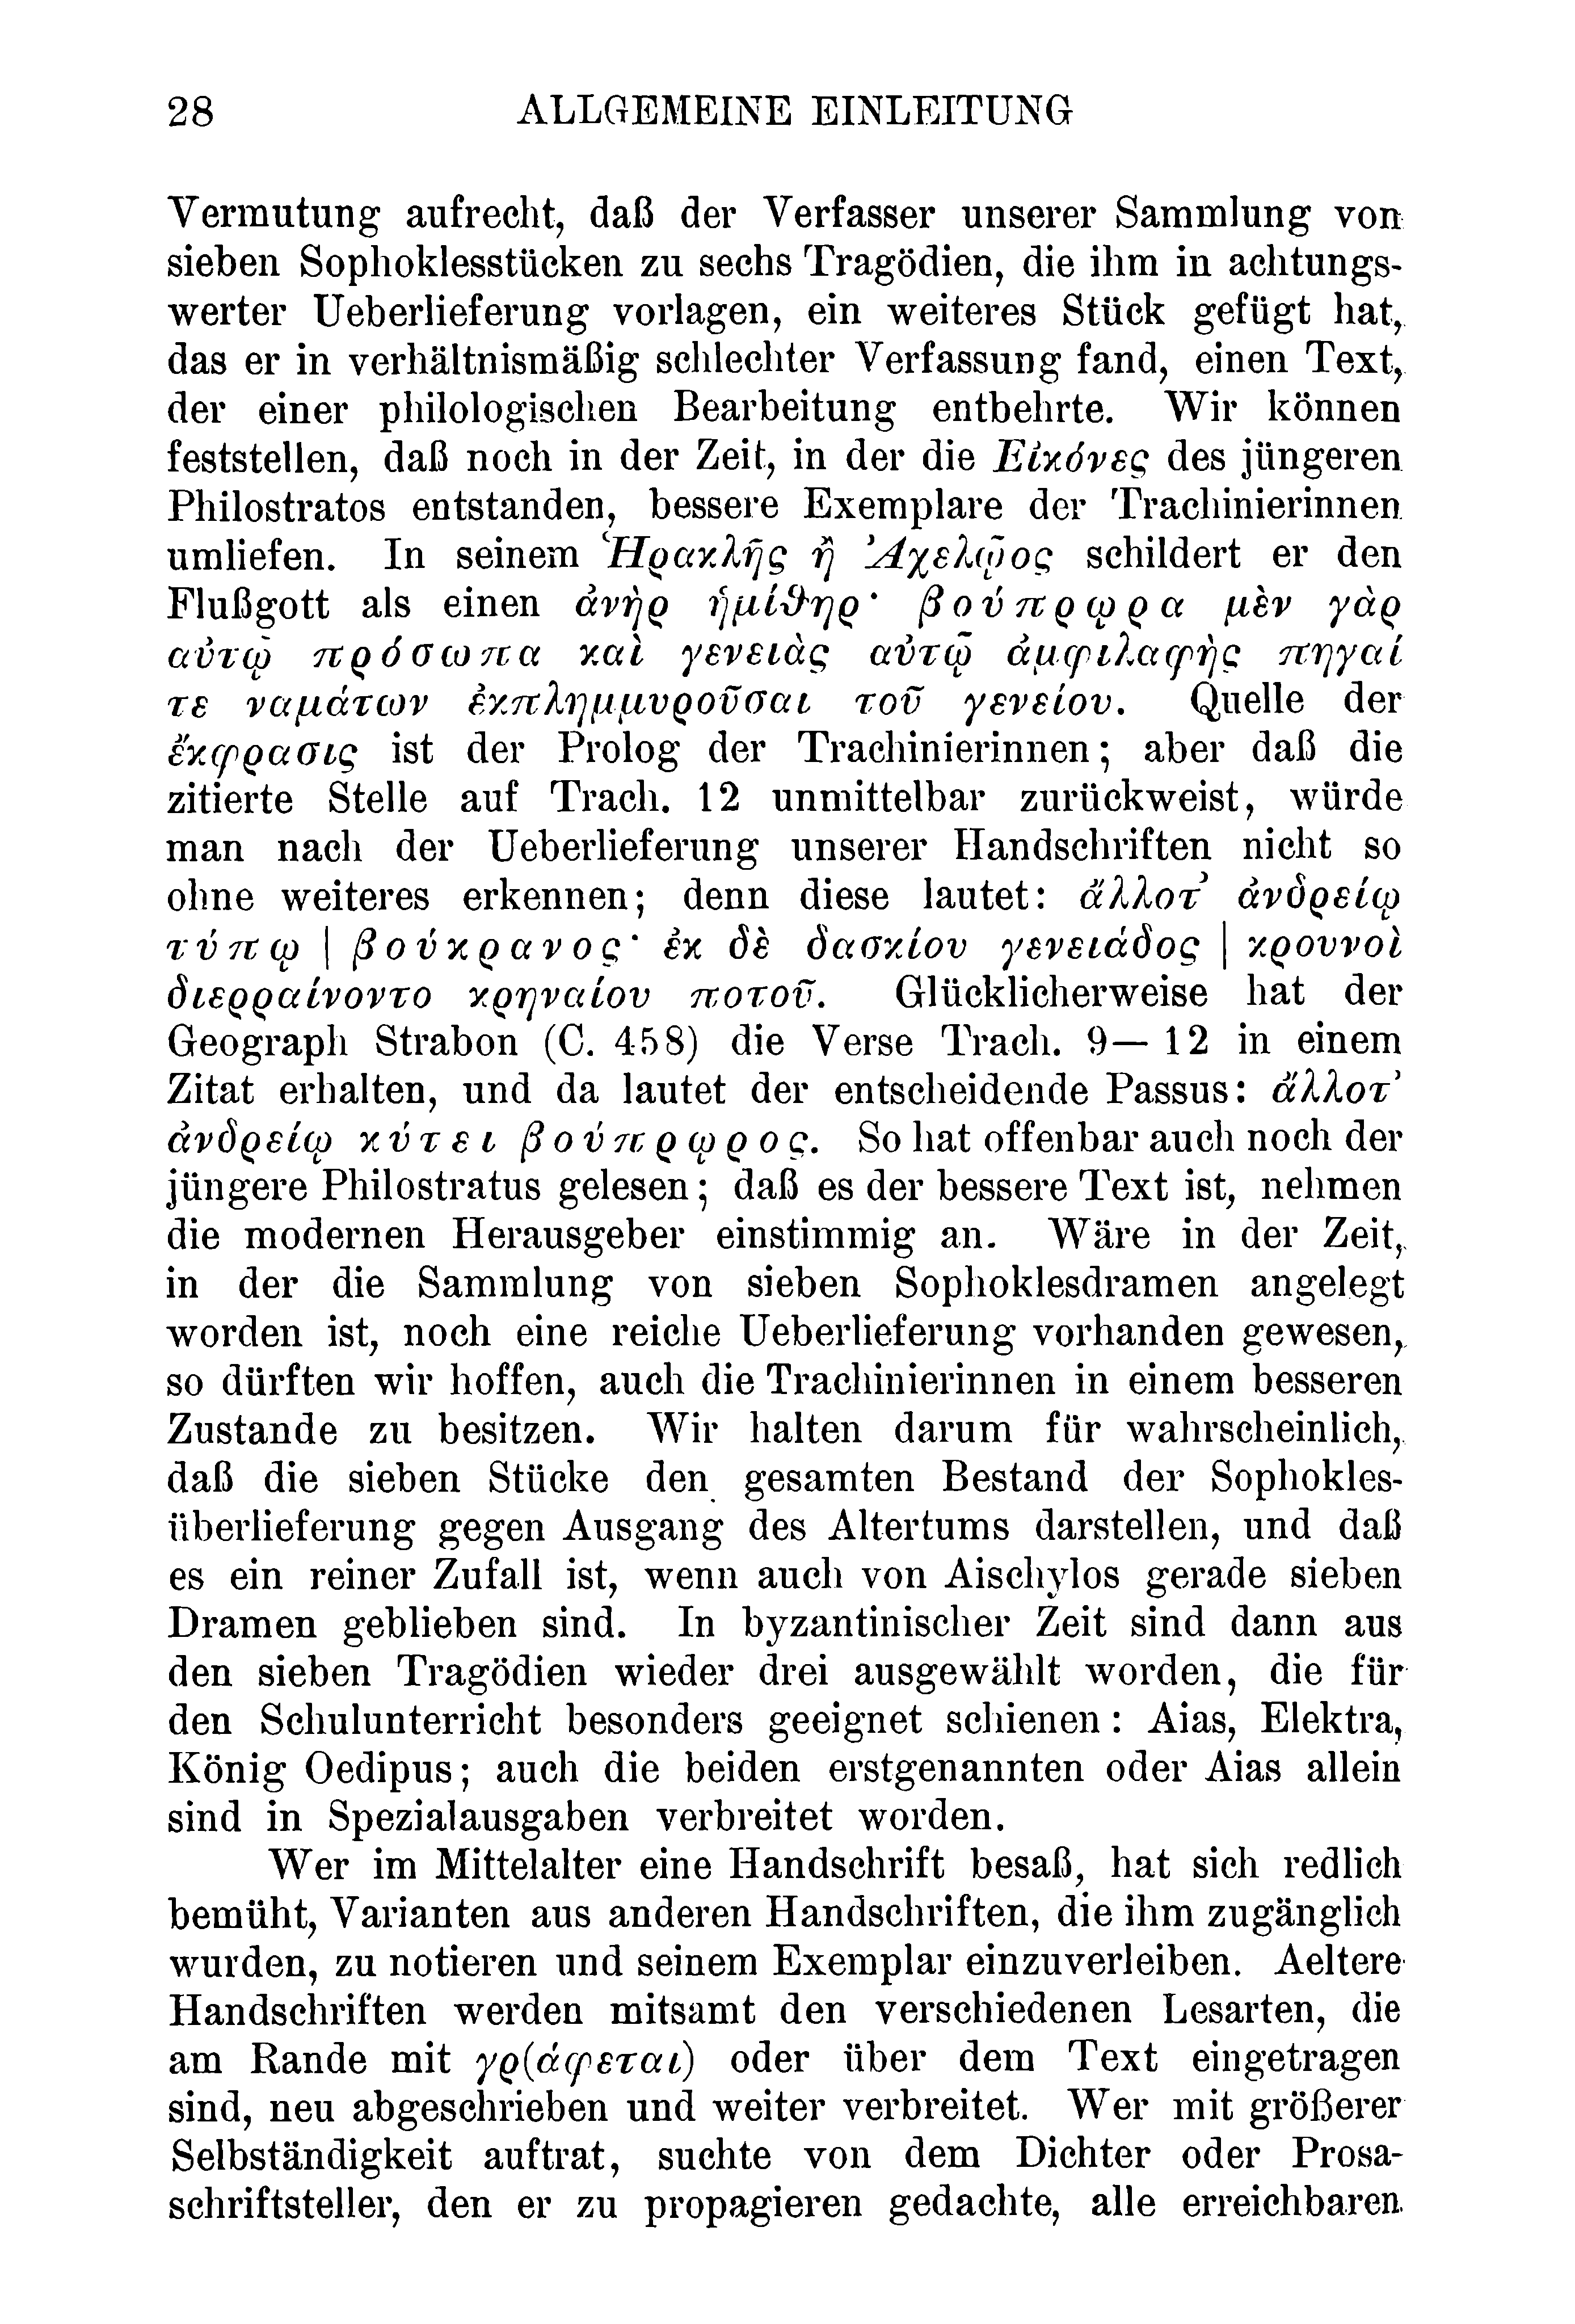 28 ALLGEMEINE EINLEITUNG
Vermutung aufrecht, daß der Verfasser unserer Sammlung von
sieben Sophoklesstücken zu sechs Tragödien, die ihm in achtungs-
werter Ueberlieferung vorlagen, ein weiteres Stück gefügt hat,
das er in verhältnismäßig schlechter Verfassung fand, einen Text,
der einer philologischen Bearbeitung entbehrte. Wir können
feststellen, daß noch in der Zeit, in der die Εἰκόνες des jüngeren
Philostratos entstanden, bessere Exemplare der Trachinierinnen
umliefen. In seinem Ἡρακλῆς ἢ Ἀχελῷος schildert er den
Flußgott als einen ἀνὴρ ἡμίθηρ· βούπρῳρα μὲν γὰρ
αὐτῷ πρόσωπα καὶ γενειὰς αὐτῷ ἀμφιλαφὴς πηγαί
τε ναμάτων ἐκπλημμυροῦσαι τοῦ γενείου. Quelle der
ἔκφρασις ist der Prolog der Trachinierinnen; aber daß die
zitierte Stelle auf Trach. 12 unmittelbar zurückweist, würde
man nach der Ueberlieferung unserer Handschriften nicht so
ohne weiteres erkennen; denn diese lautet: ἄλλοτ’ ἀνδρείῳ
τύπῳ | βούκρανος· ἐκ δὲ δασκίου γενειάδος | κρουνοὶ
διερραίνοντο κρηναίου ποτοῦ. Glücklicherweise hat der
Geograph Strabon (C. 458) die Verse Trach. 9—12 in einem
Zitat erhalten, und da lautet der entscheidende Passus: ἄλλοτ’
ἀνδρείῳ κύτει βούπρῳρος. So hat offenbar auch noch der
jüngere Philostratus gelesen; daß es der bessere Text ist, nehmen
die modernen Herausgeber einstimmig an. Wäre in der Zeit,
in der die Sammlung von sieben Sophoklesdramen angelegt
worden ist, noch eine reiche Ueberlieferung vorhanden gewesen,
so dürften wir hoffen, auch die Trachinierinnen in einem besseren
Zustande zu besitzen. Wir halten darum für wahrscheinlich,
daß die sieben Stücke den gesamten Bestand der Sophokles-
überlieferung gegen Ausgang des Altertums darstellen, und daß
es ein reiner Zufall ist, wenn auch von Aischylos gerade sieben
Dramen geblieben sind. In byzantinischer Zeit sind dann aus
den sieben Tragödien wieder drei ausgewählt worden, die für
den Schulunterricht besonders geeignet schienen: Aias, Elektra,
König Oedipus; auch die beiden erstgenannten oder Aias allein
sind in Spezialausgaben verbreitet worden.
Wer im Mittelalter eine Handschrift besaß, hat sich redlich
bemüht, Varianten aus anderen Handschriften, die ihm zugänglich
wurden, zu notieren und seinem Exemplar einzuverleiben. Aeltere
Handschriften werden mitsamt den verschiedenen Lesarten, die
am Rande mit γρ(άφεται) oder über dem Text eingetragen
sind, neu abgeschrieben und weiter verbreitet. Wer mit größerer
Selbständigkeit auftrat, suchte von dem Dichter oder Prosa-
schriftsteller, den er zu propagieren gedachte, alle erreichbaren